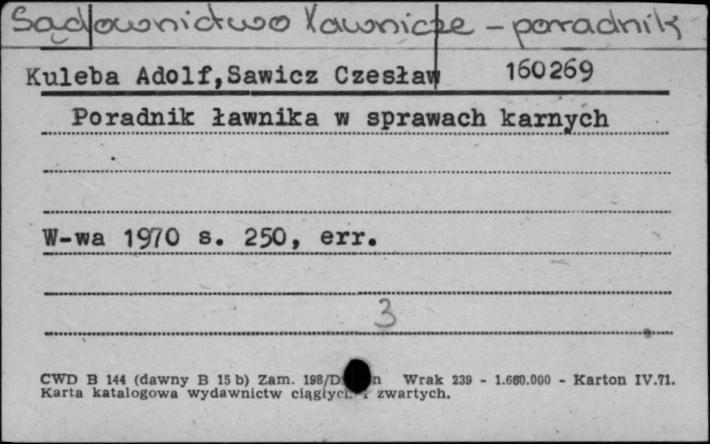 Sądownictwo ławnicze - poradnik
Kuleba Adolf,Sawicz Czesław 160269
Poradnik ławnika w sprawach karnych
W-wa 1970 s. 250, err.
3
CWD B 144 (dawny B 15 b) Zam. 198/ Wrak 239 - 1.660.000 - Karton IV.71.
Karta katalogowa wydawnictw ciągłych i zwartych.